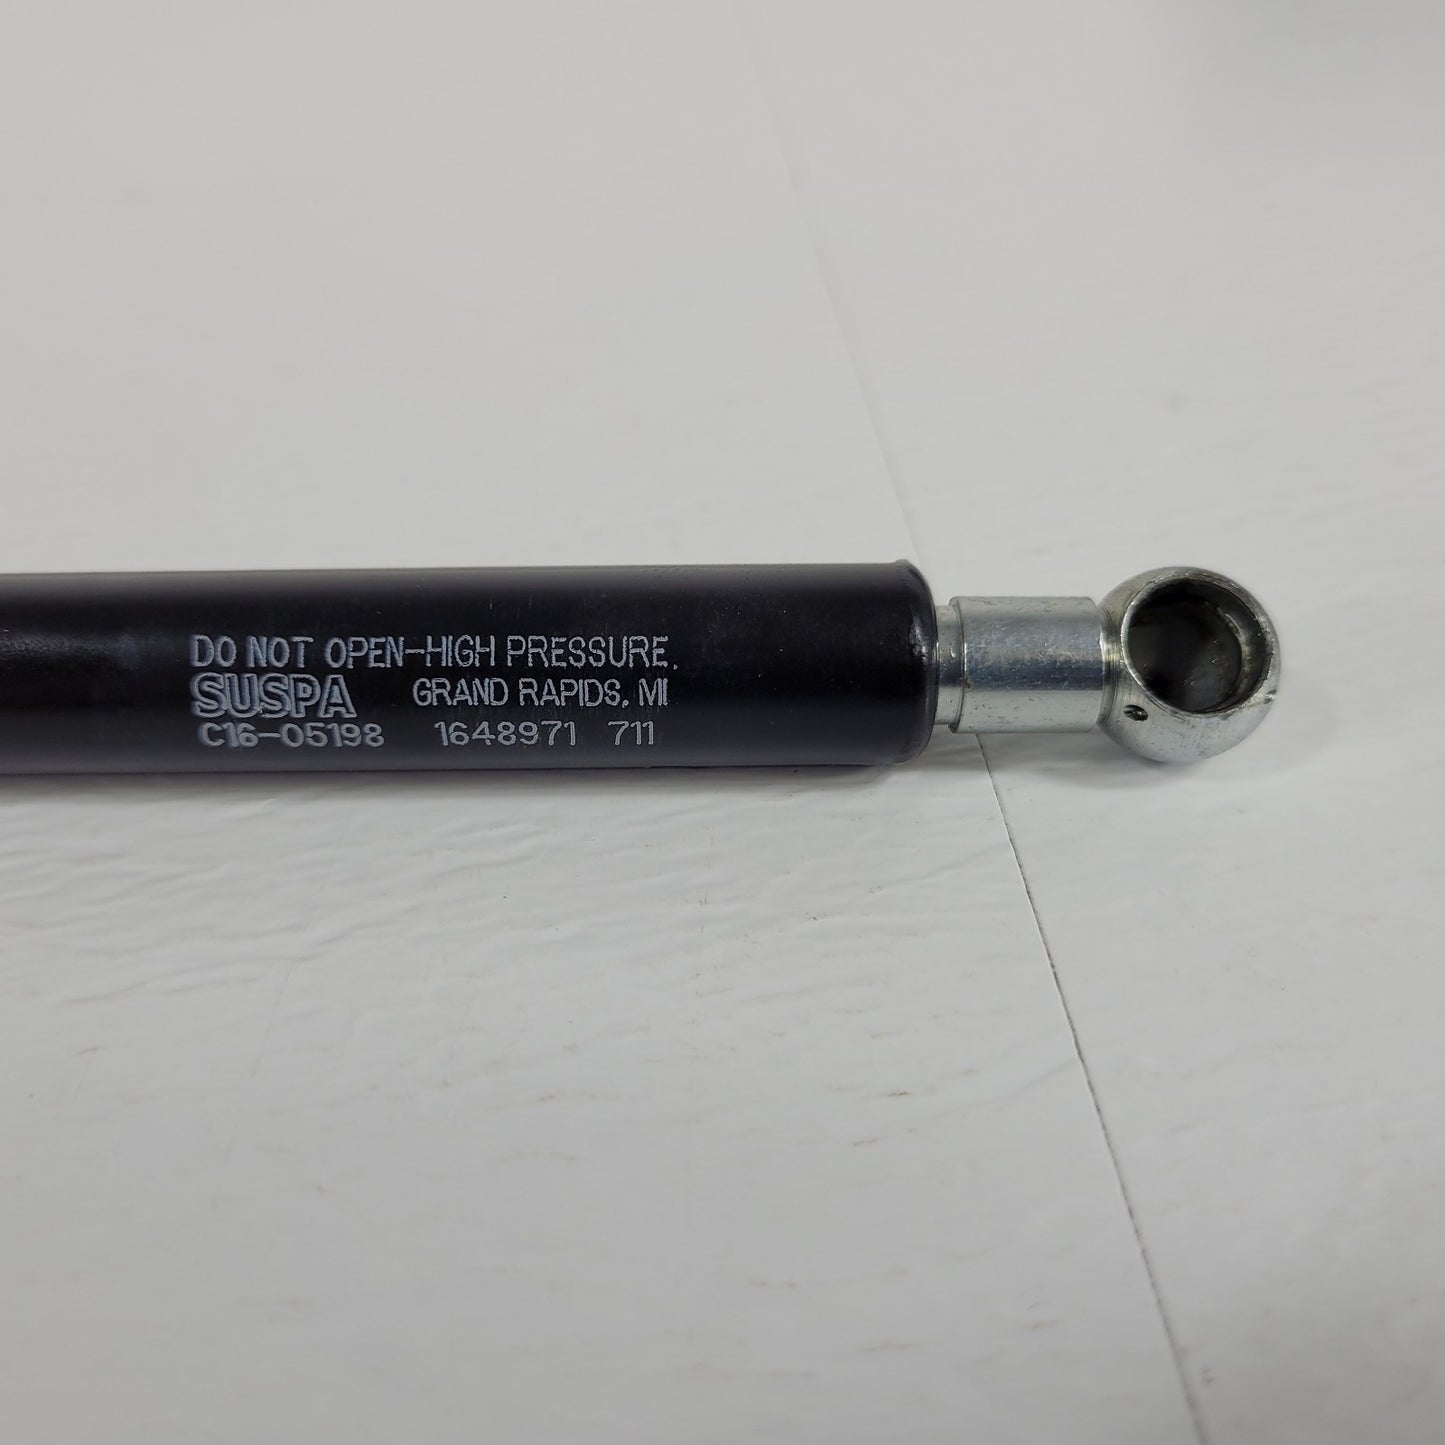 DO NOT OPEN-HIGH PRESSURE.
SUSPA GRAND RAPIDS, MI
C16-05198 1648971 711